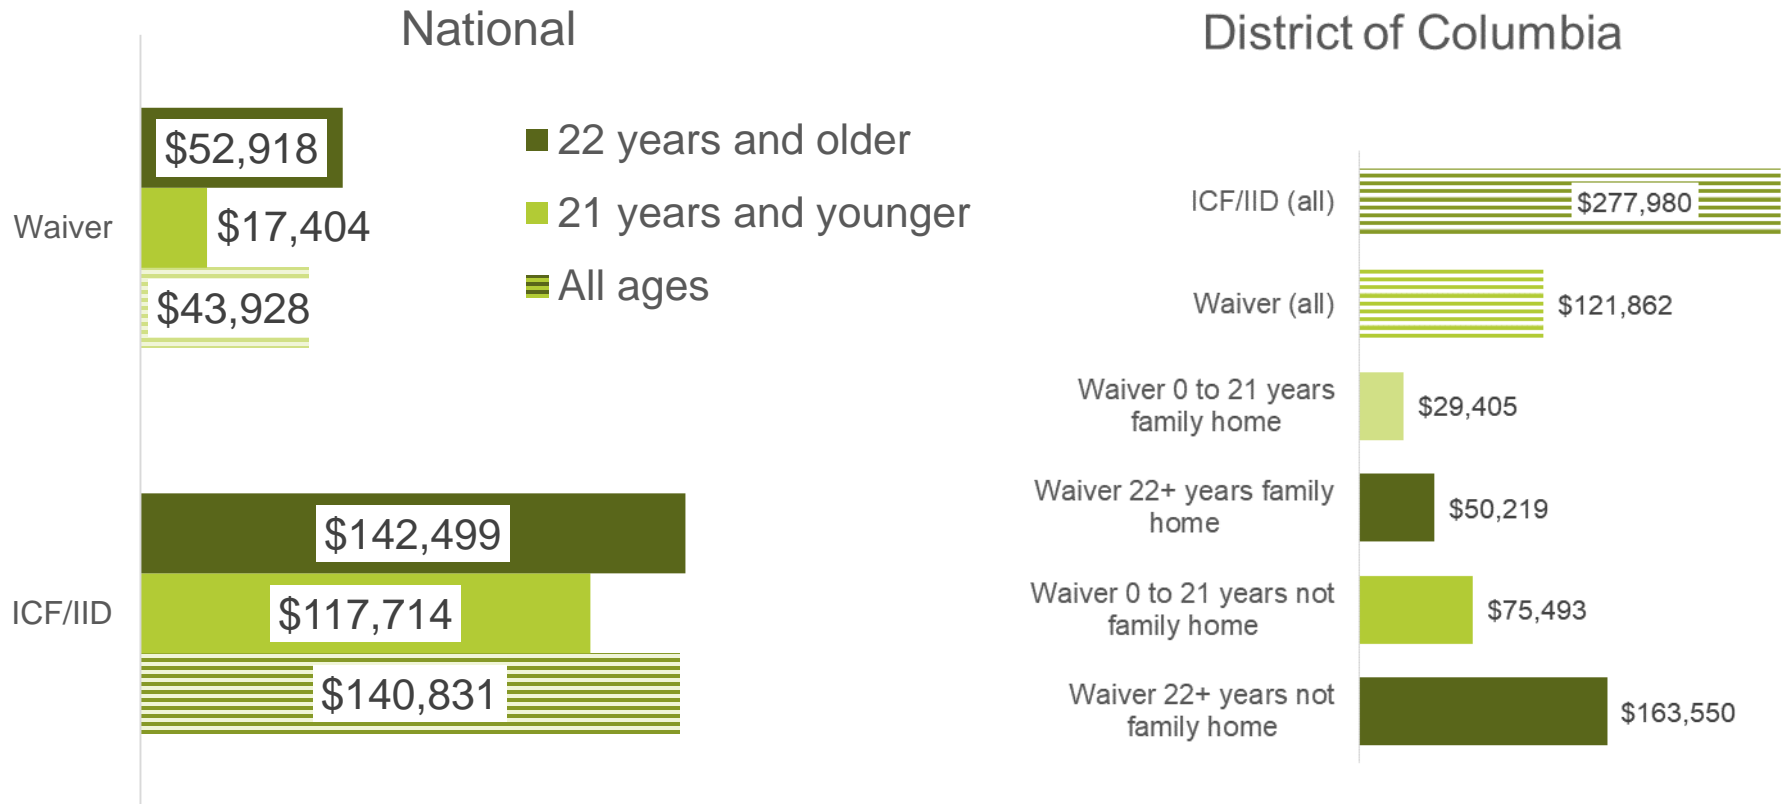 National
$52,918
Waiver
$17,404
$43,928
ICF/IID
$142,499
$117,714
$140,831
22 years and older
21 years and younger
All ages
District of Columbia
ICF/IID (all)
$277,980
Waiver (all)
$121,862
Waiver 0 to 21 years
family home
$29,405
Waiver 22+ years family
home
$50,219
Waiver 0 to 21 years not
family home
$75,493
Waiver 22+ years not
family home
$163,550